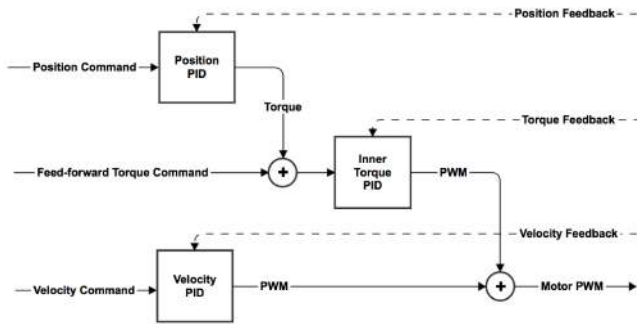 Position Feedback
Position Command
Position
PID
Torque
Torque Feedback
Feed-forward Torque Command
+
Inner
Torque
PID
PWM
Velocity Feedback
Velocity Command
Velocity
PID
PWM
+
Motor PWM